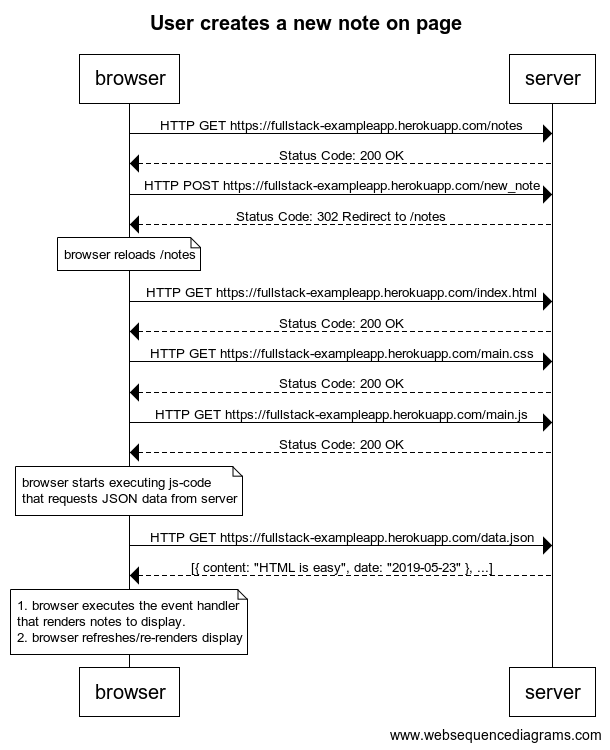 User creates a new note on page
browser
server
HTTP GET https://fullstack-exampleapp.herokuapp.com/notes
Status Code: 200 OK
HTTP POST https://fullstack-exampleapp.herokuapp.com/new_note
Status Code: 302 Redirect to /notes
browser reloads /notes
HTTP GET https://fullstack-exampleapp.herokuapp.com/index.html
Status Code: 200 OK
HTTP GET https://fullstack-exampleapp.herokuapp.com/main.css
Status Code: 200 OK
HTTP GET https://fullstack-exampleapp.herokuapp.com/main.js
Status Code: 200 OK
browser starts executing js-code
that requests JSON data from server
HTTP GET https://fullstack-exampleapp.herokuapp.com/data.json
[{ content: "HTML is easy", date: "2019-05-23" }, ...]
1. browser executes the event handler
that renders notes to display.
2. browser refreshes/re-renders display
browser
server
www.websequencediagrams.com